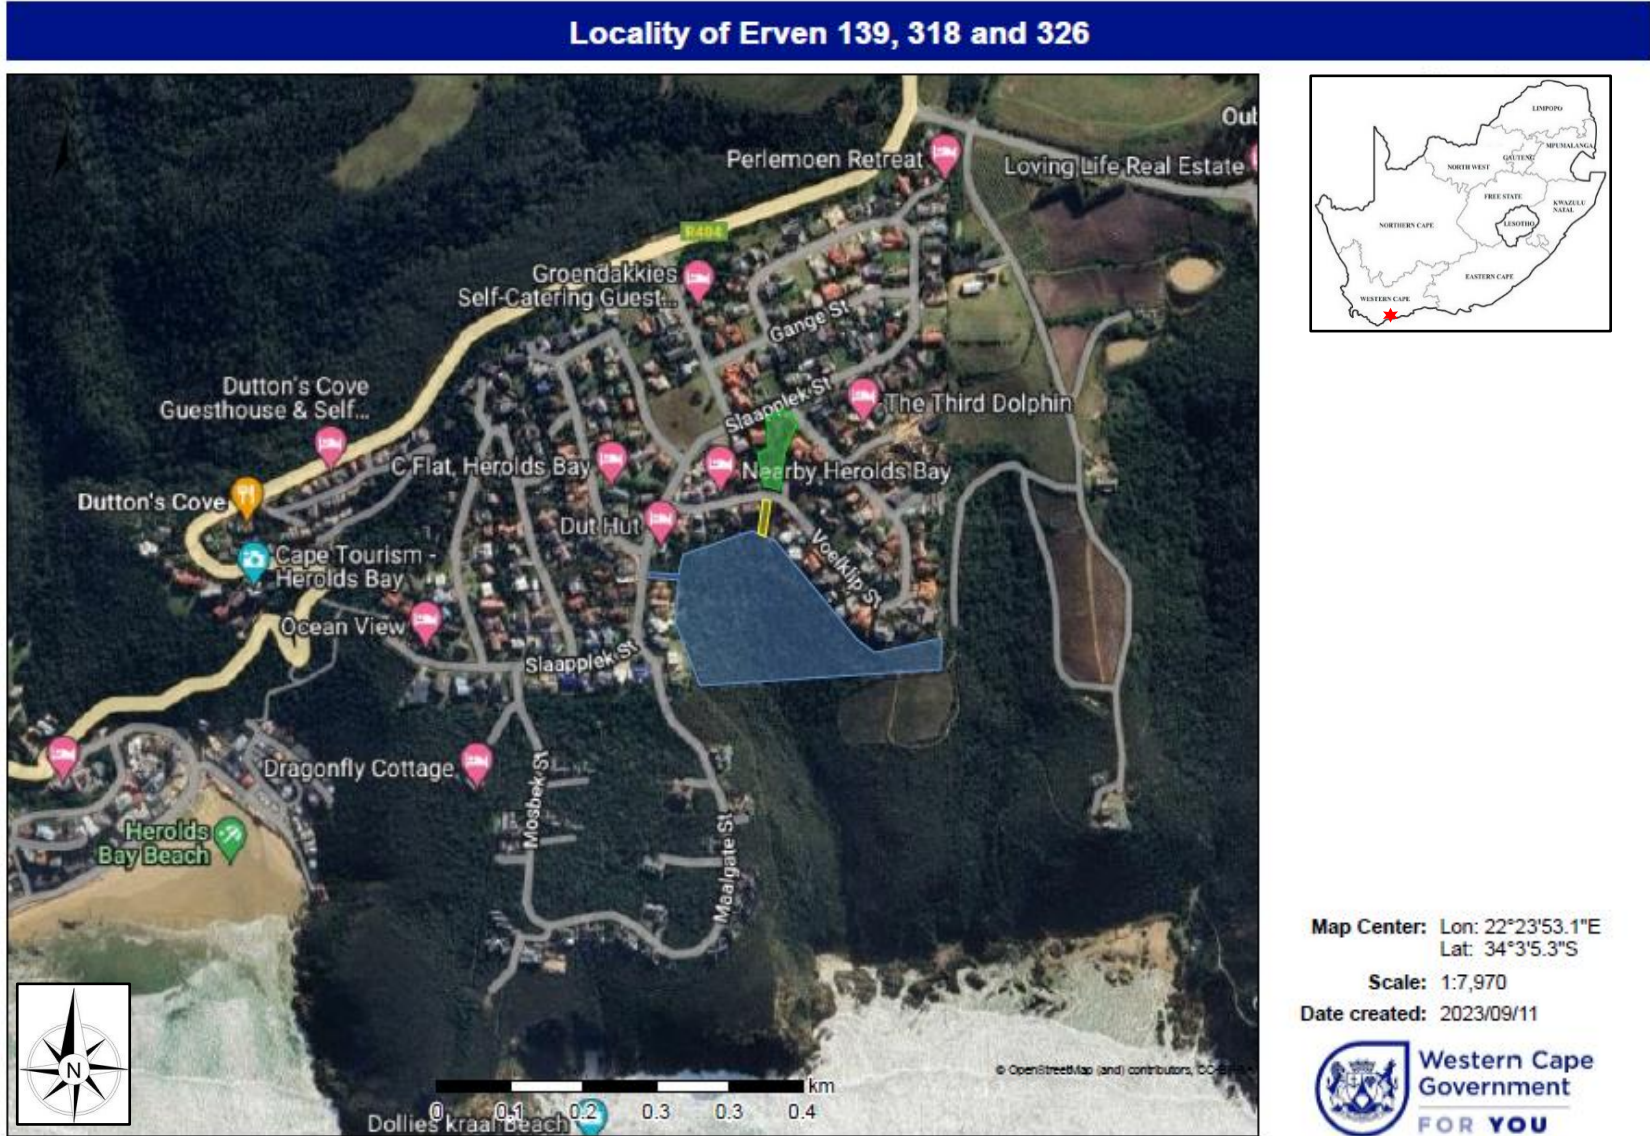 Locality of Erven 139, 318 and 326
Out
Perlemoen Retreat
Loving Life Real Estate
R404
Groendakkies
Self-Catering Guest...
Gange St
Dutton's Cove
Guesthouse & Self...
Slaapplek St
The Third Dolphin
C Flat, Herolds Bay
Nearby Herolds Bay
Dutton's Cove
Dut Hut
Voelklip St
Cape Tourism -
Herolds Bay
Ocean View
Slaapplek St
Dragonfly Cottage
Mosbek St
Maalgate St
Herolds
Bay Beach
N
© OpenStreetMap (and) contributors,
km
0 0.1 0.2 0.3 0.3 0.4
Dollies kraal Beach
LIMPOPO
MPUMALANGA
GAUTENG
NORTH WEST
FREE STATE
KWAZULU
NATAL
LESOTHO
NORTHERN CAPE
EASTERN CAPE
WESTERN CAPE
Map Center: Lon: 22°23'53.1"E
Lat: 34°3'5.3"S
Scale: 1:7,970
Date created: 2023/09/11
Western Cape
Government
FOR YOU